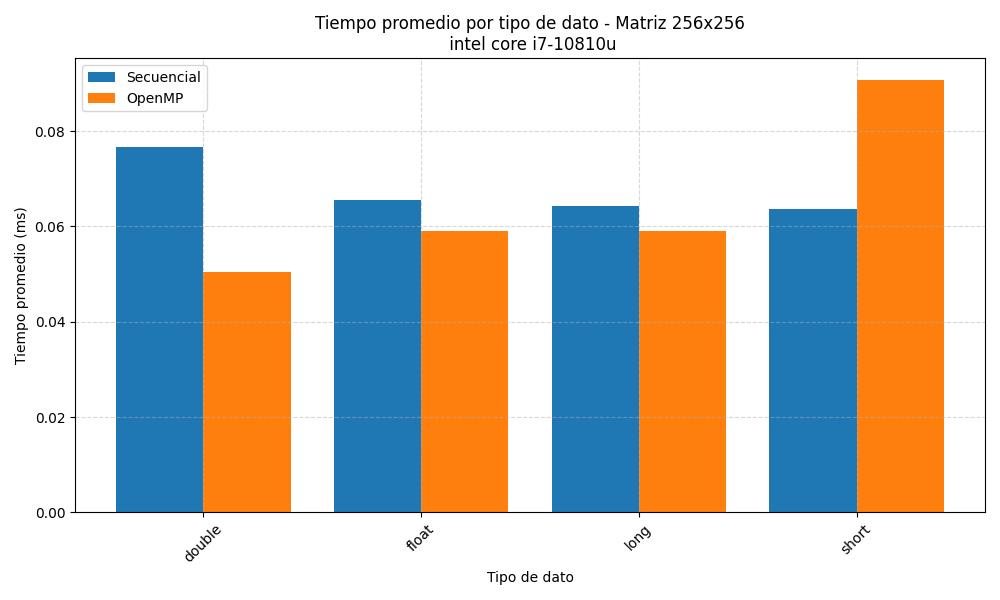 Tiempo promedio por tipo de dato - Matriz 256x256
intel core i7-10810u
Secuencial
OpenMP
Tiempo promedio (ms)
0.08
0.06
0.04
0.02
0.00
double
float
long
short
Tipo de dato